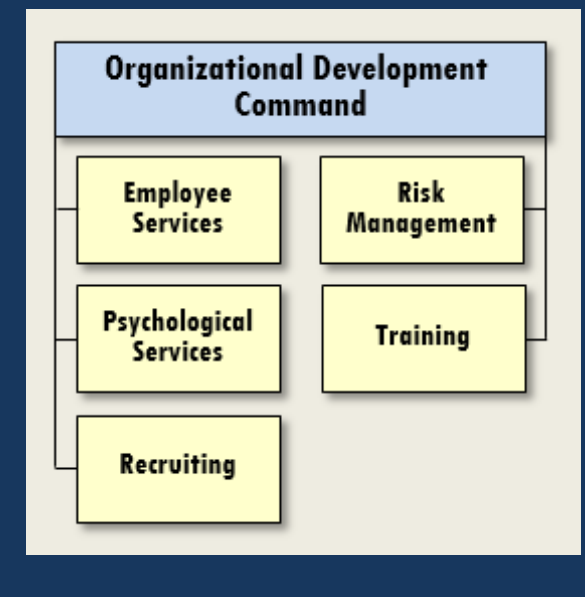 Organizational Development
Command
Employee
Services
Risk
Management
Psychological
Services
Training
Recruiting